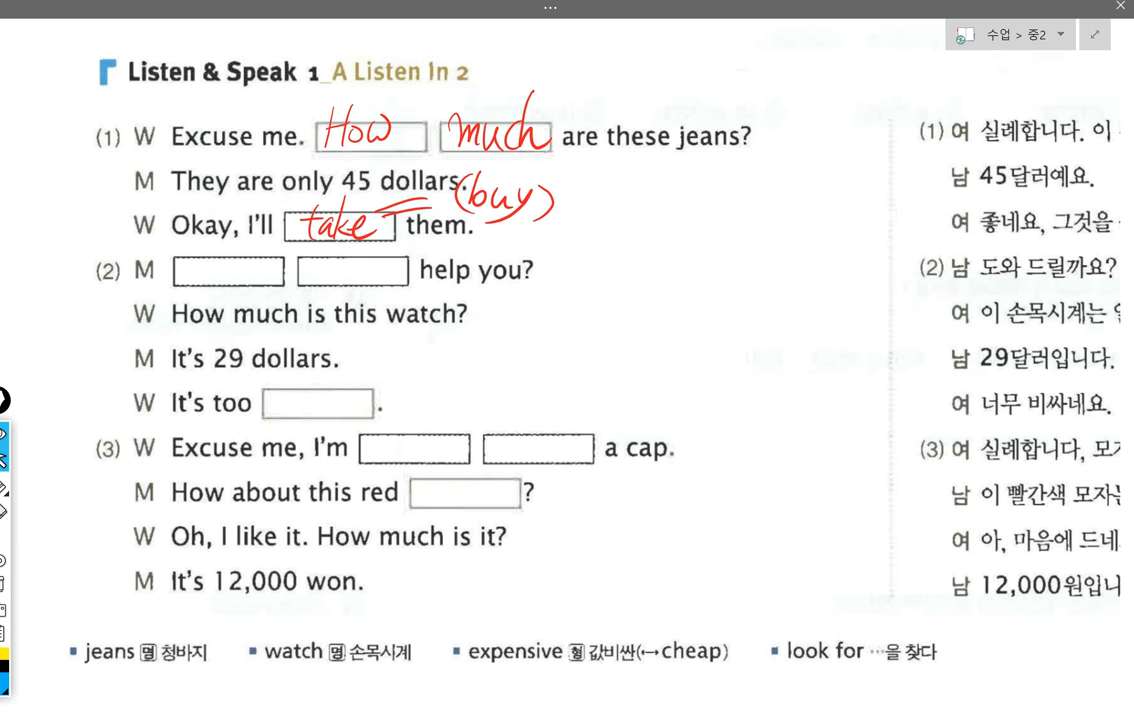 수업 > 중2
Listen & Speak 1_A Listen In 2
(1) W Excuse me. How much are these jeans?
M They are only 45 dollars.
(buy)
W Okay, I'll take them.
(2) M help you?
W How much is this watch?
M It's 29 dollars.
W It's too .
(3) W Excuse me, I'm a cap.
M How about this red ?
W Oh, I like it. How much is it?
M It's 12,000 won.
(1) 여 실례합니다. 이
남 45달러예요.
여 좋네요, 그것을
(2) 남 도와 드릴까요?
여 이 손목시계는
남 29달러입니다.
여 너무 비싸네요.
(3) 여 실례합니다,
남 이 빨간색 모자는
여 아, 마음에 드네
남 12,000원입니
▪ jeans 명 청바지 ▪ watch 명 손목시계 ▪ expensive 형 값비싼(↔cheap) ▪ look for …을 찾다